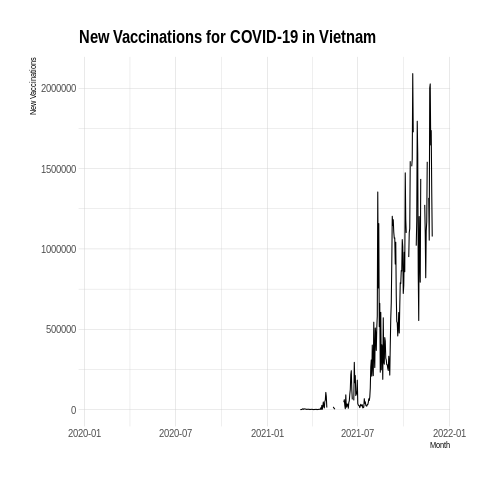 New Vaccinations for COVID-19 in Vietnam
New Vaccinations
2000000
1500000
1000000
500000
0
2020-01 2020-07 2021-01 2021-07 2022-01
Month